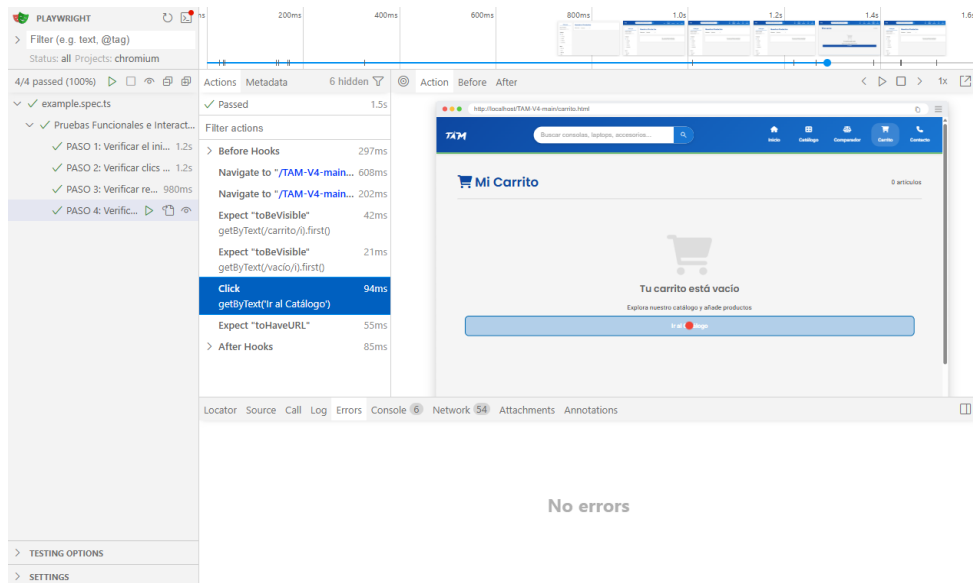 PLAYWRIGHT
Filter (e.g. text, @tag)
Status: all Projects: chromium
4/4 passed (100%)
example.spec.ts
Pruebas Funcionales e Interact...
PASO 1: Verificar el ini... 1.2s
PASO 2: Verificar clics ... 1.2s
PASO 3: Verificar re... 980ms
PASO 4: Verific...
TESTING OPTIONS
SETTINGS
200ms
400ms
600ms
800ms
1.0s
1.2s
1.4s
Actions Metadata 6 hidden
Passed 1.5s
Filter actions
Before Hooks 297ms
Navigate to "/TAM-V4-main... 608ms
Navigate to "/TAM-V4-main... 202ms
Expect "toBeVisible" 42ms
getByText(/carrito/i).first()
Expect "toBeVisible" 21ms
getByText(/vacío/i).first()
Click 94ms
getByText('Ir al Catálogo')
Expect "toHaveURL" 55ms
After Hooks 85ms
Action Before After
1x
http://localhost/TAM-V4-main/carrito.html
TAM
Buscar consolas, laptops, accesorios...
Inicio Catálogo Comparador Carrito Contacto
Mi Carrito
0 artículos
Tu carrito está vacío
Explora nuestro catálogo y añade productos
Locator Source Call Log Errors Console 6 Network 54 Attachments Annotations
No errors